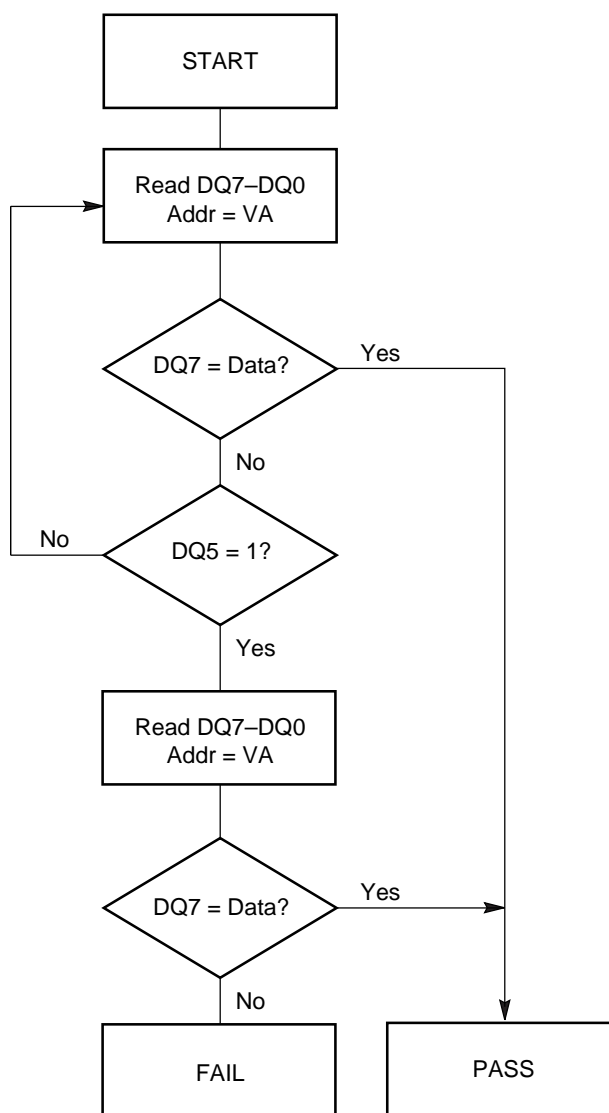 START
Read DQ7–DQ0
Addr = VA
DQ7 = Data?
Yes
No
No
DQ5 = 1?
Yes
Read DQ7–DQ0
Addr = VA
DQ7 = Data?
Yes
No
FAIL
PASS